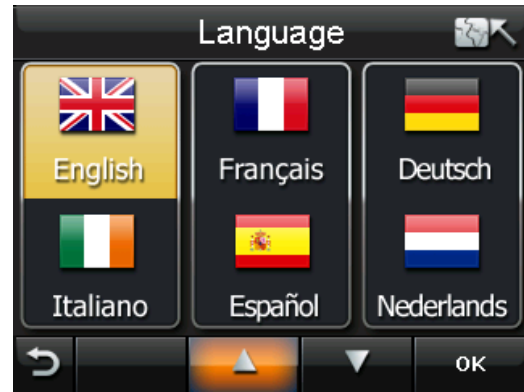 Language
English
Français
Deutsch
Italiano
Español
Nederlands
OK